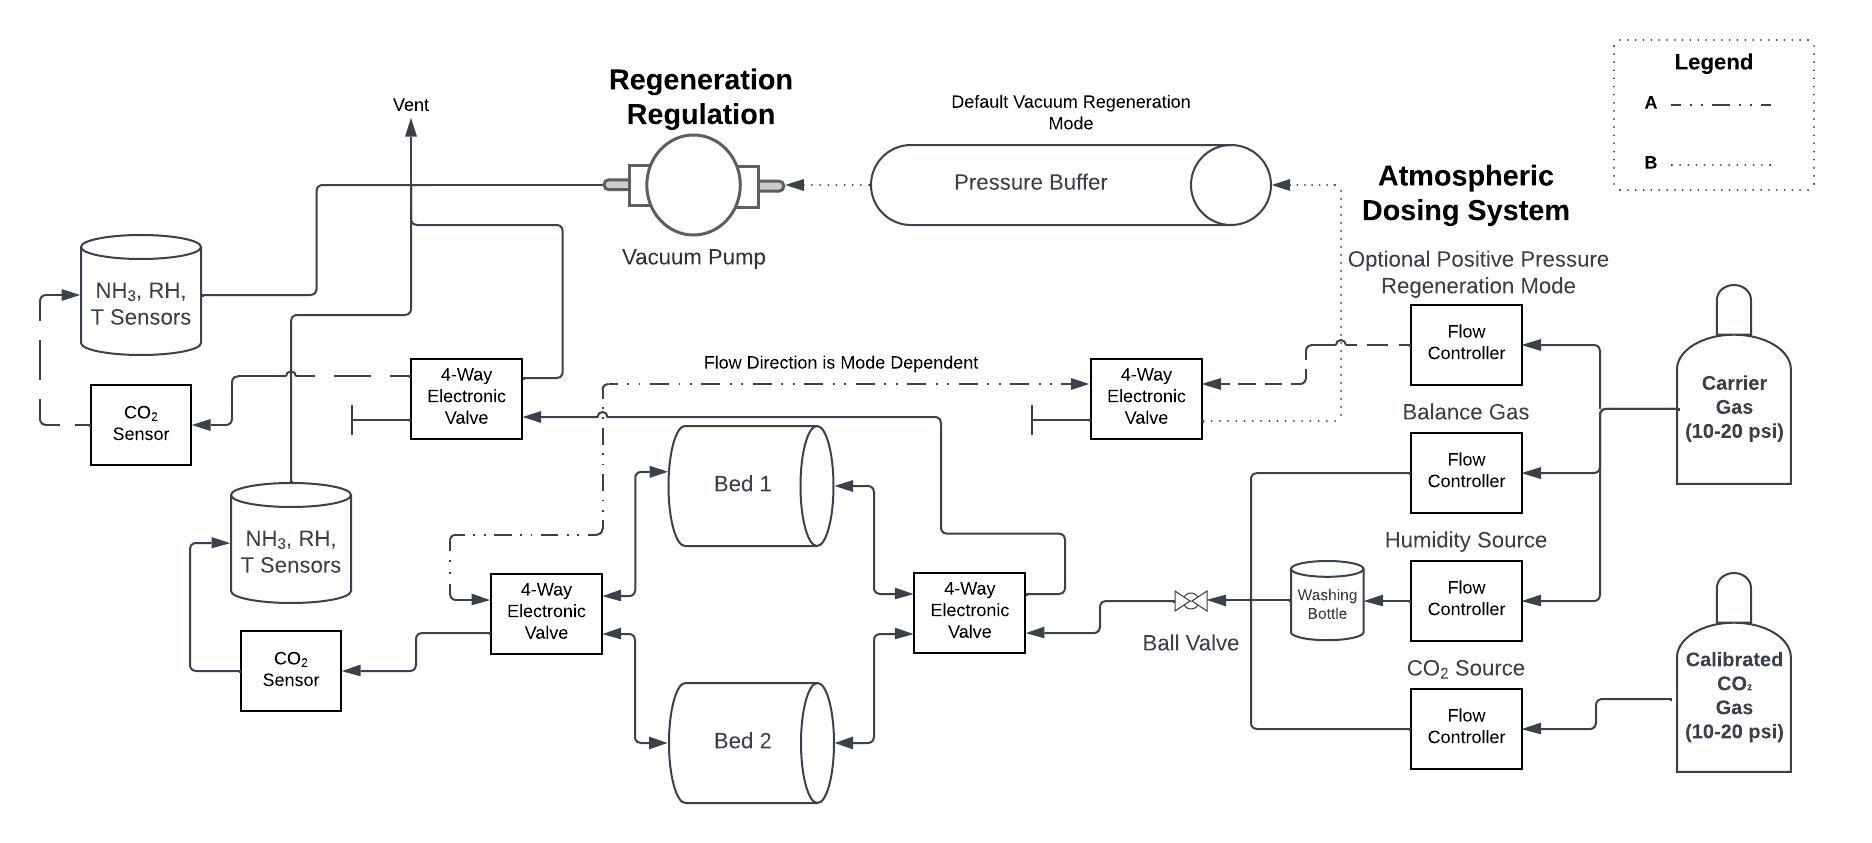 Legend
A
B
Regeneration
Regulation
Default Vacuum Regeneration
Mode
Vent
Pressure Buffer
Vacuum Pump
Atmospheric
Dosing System
Optional Positive Pressure
Regeneration Mode
NH₃, RH,
T Sensors
Flow
Controller
Carrier
Gas
(10-20 psi)
Flow Direction is Mode Dependent
4-Way
Electronic
Valve
4-Way
Electronic
Valve
CO₂
Sensor
Balance Gas
Flow
Controller
Bed 1
NH₃, RH,
T Sensors
Humidity Source
Flow
Controller
Washing
Bottle
4-Way
Electronic
Valve
4-Way
Electronic
Valve
Ball Valve
CO₂
Sensor
CO₂ Source
Flow
Controller
Calibrated
CO₂
Gas
(10-20 psi)
Bed 2